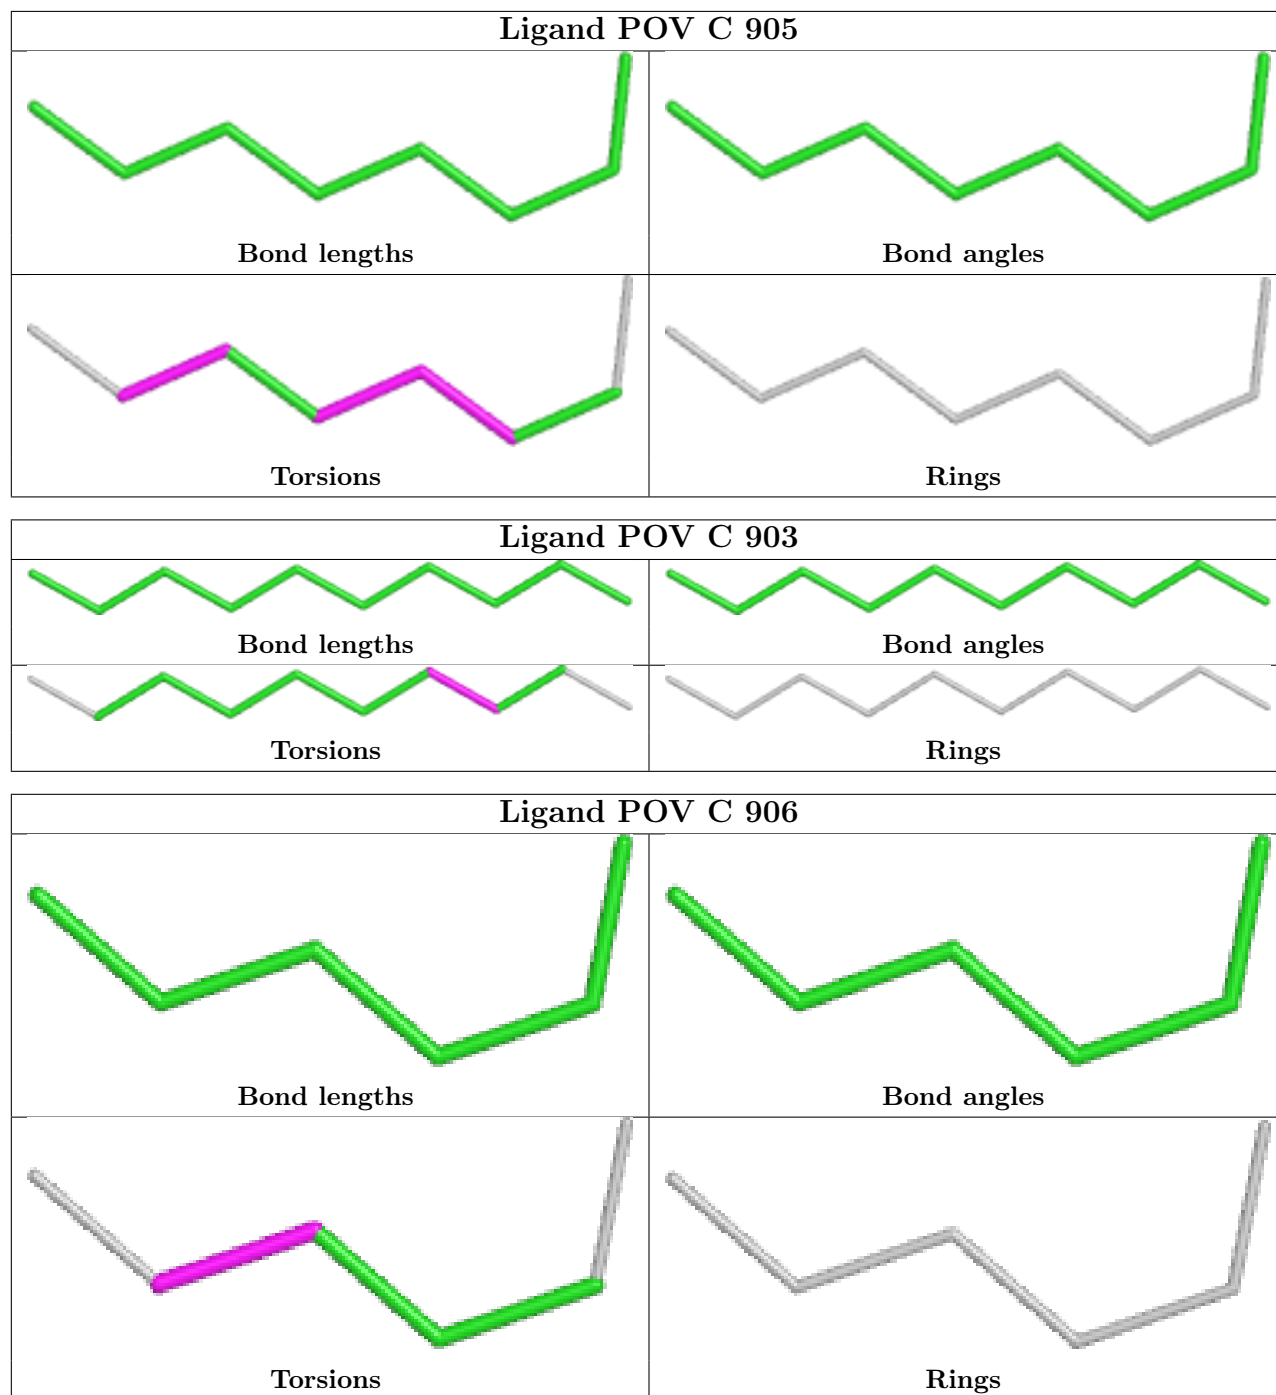 Ligand POV C 905
Bond lengths
Bond angles
Torsions
Rings
Ligand POV C 903
Bond lengths
Bond angles
Torsions
Rings
Ligand POV C 906
Bond lengths
Bond angles
Torsions
Rings